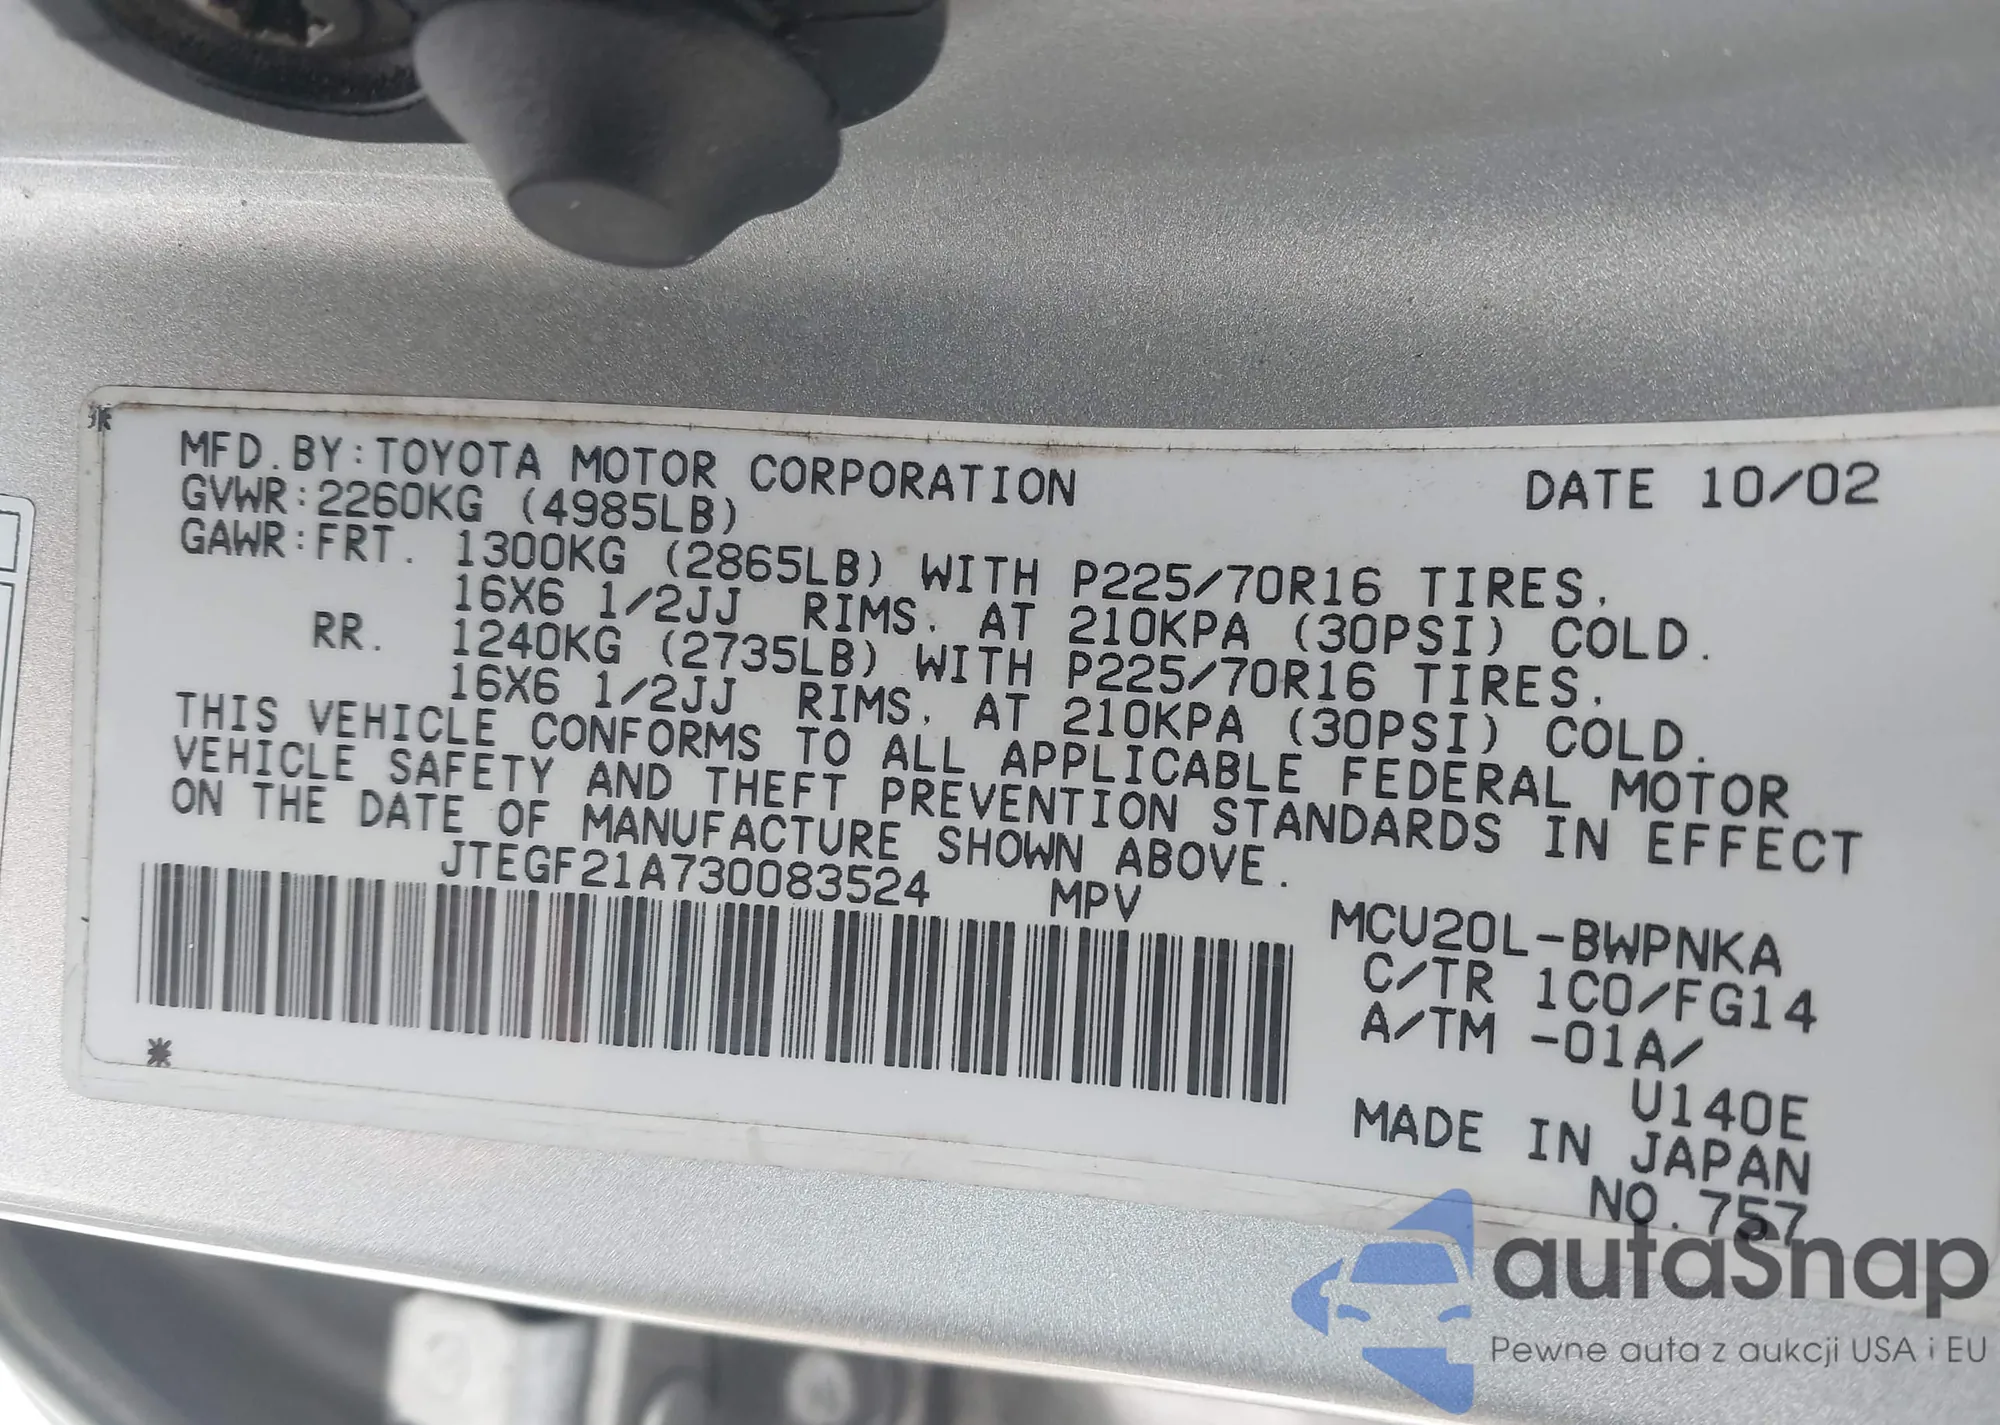 MFD.BY:TOYOTA MOTOR CORPORATION DATE 10/02
GVWR:2260KG (4985LB)
GAWR:FRT. 1300KG (2865LB) WITH P225/70R16 TIRES,
16X6 1/2JJ RIMS, AT 210KPA (30PSI) COLD.
RR. 1240KG (2735LB) WITH P225/70R16 TIRES,
16X6 1/2JJ RIMS, AT 210KPA (30PSI) COLD.
THIS VEHICLE CONFORMS TO ALL APPLICABLE FEDERAL MOTOR
VEHICLE SAFETY AND THEFT PREVENTION STANDARDS IN EFFECT
ON THE DATE OF MANUFACTURE SHOWN ABOVE.
JTEGF21A730083524 MPV
MCU20L-BWPNKA
C/TR 1C0/FG14
A/TM -01A/
U140E
MADE IN JAPAN
NO.757
autaSnap
Pewne auta z aukcji USA i EU